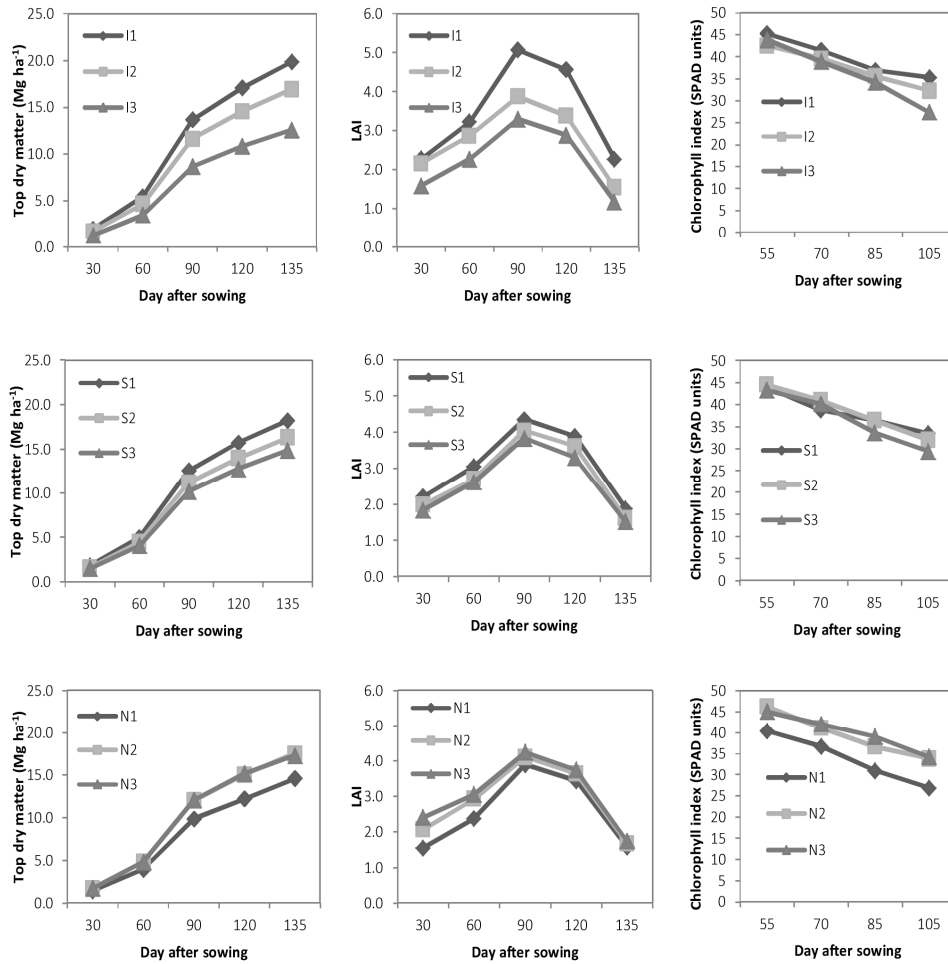 Top dry matter (Mg ha⁻¹)
25.0
20.0
15.0
10.0
5.0
0.0
I1
I2
I3
30 60 90 120 135
Day after sowing
LAI
6.0
5.0
4.0
3.0
2.0
1.0
0.0
I1
I2
I3
30 60 90 120 135
Day after sowing
Chlorophyll index (SPAD units)
50
45
40
35
30
25
20
15
10
5
0
I1
I2
I3
55 70 85 105
Day after sowing
Top dry matter (Mg ha⁻¹)
25.0
20.0
15.0
10.0
5.0
0.0
S1
S2
S3
30 60 90 120 135
Day after sowing
LAI
6.0
5.0
4.0
3.0
2.0
1.0
0.0
S1
S2
S3
30 60 90 120 135
Day after sowing
Chlorophyll index (SPAD units)
50
45
40
35
30
25
20
15
10
5
0
S1
S2
S3
55 70 85 105
Day after sowing
Top dry matter (Mg ha⁻¹)
25.0
20.0
15.0
10.0
5.0
0.0
N1
N2
N3
30 60 90 120 135
Day after sowing
LAI
6.0
5.0
4.0
3.0
2.0
1.0
0.0
N1
N2
N3
30 60 90 120 135
Day after sowing
Chlorophyll index (SPAD units)
50
45
40
35
30
25
20
15
10
5
0
N1
N2
N3
55 70 85 105
Day after sowing